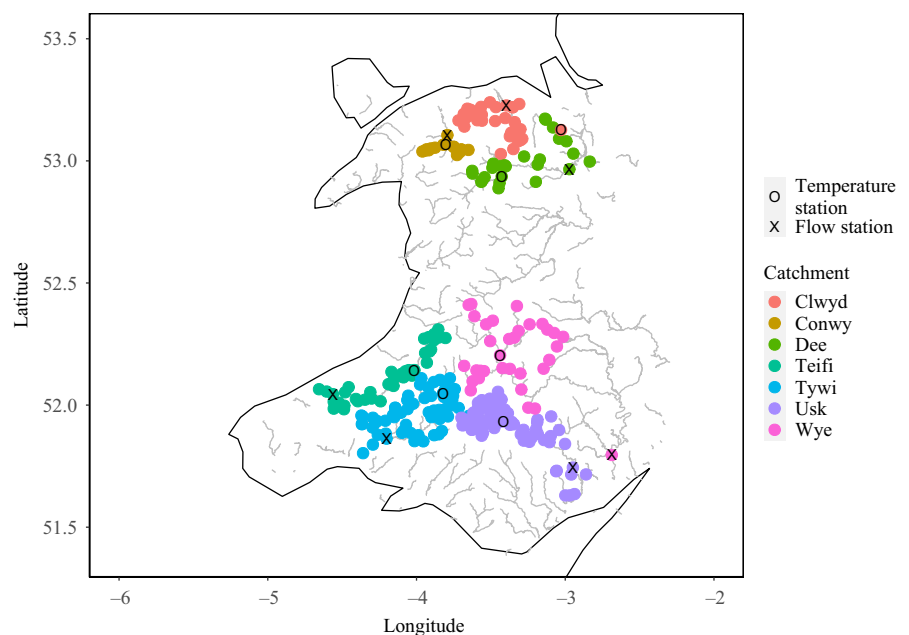 53.5
53.0
52.5
52.0
51.5
Latitude
–6
–5
–4
–3
–2
Longitude
O
Temperature
station
X
Flow station
Catchment
Clwyd
Conwy
Dee
Teifi
Tywi
Usk
Wye
X
O
X
O
O
X
O
O
X
O
X
O
X
X